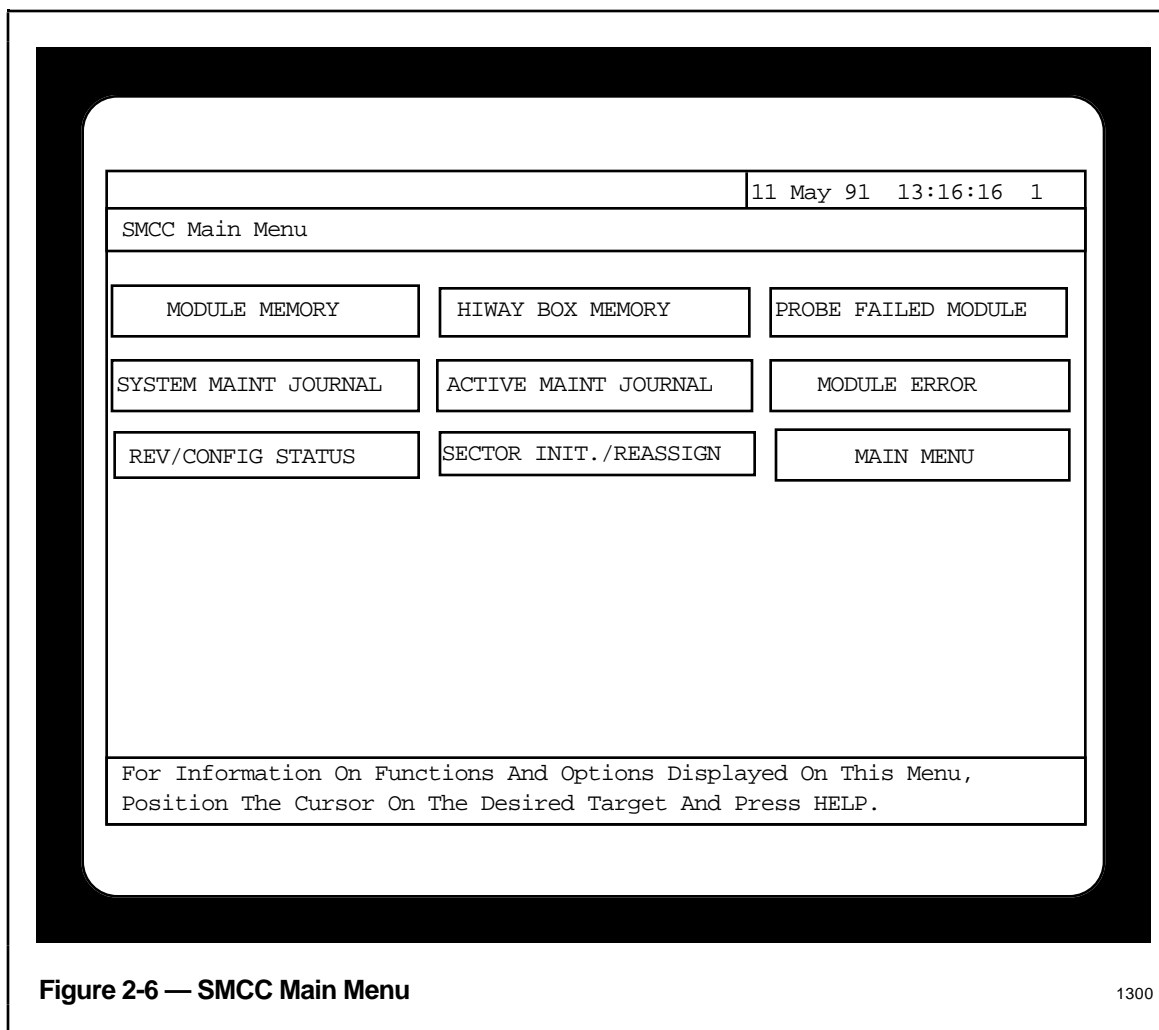 11 May 91 13:16:16 1
SMCC Main Menu
MODULE MEMORY HIWAY BOX MEMORY PROBE FAILED MODULE
SYSTEM MAINT JOURNAL ACTIVE MAINT JOURNAL MODULE ERROR
REV/CONFIG STATUS SECTOR INIT./REASSIGN MAIN MENU
For Information On Functions And Options Displayed On This Menu,
Position The Cursor On The Desired Target And Press HELP.
Figure 2-6 — SMCC Main Menu 1300